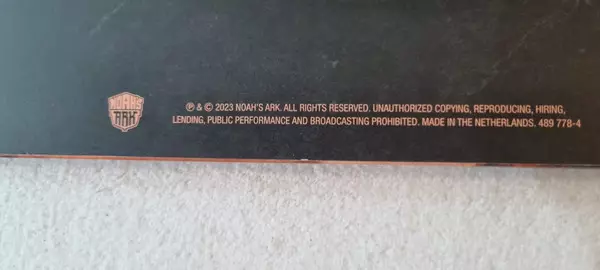 NOAH'S
ARK
℗ & © 2023 NOAH'S ARK. ALL RIGHTS RESERVED. UNAUTHORIZED COPYING, REPRODUCING, HIRING,
LENDING, PUBLIC PERFORMANCE AND BROADCASTING PROHIBITED. MADE IN THE NETHERLANDS. 489 778-4